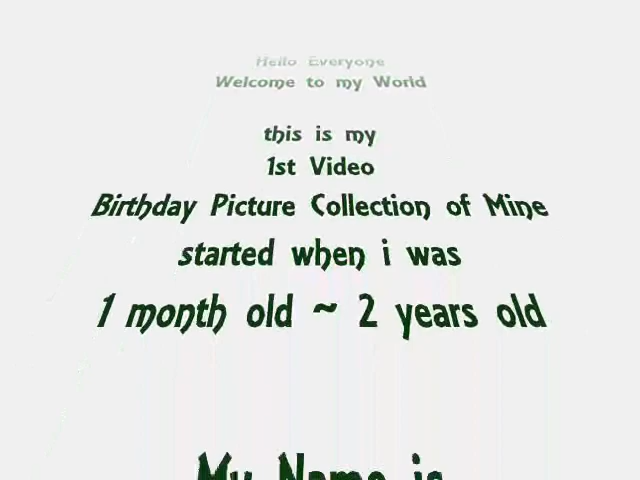 Hello Everyone
Welcome to my World
this is my
1st Video
Birthday Picture Collection of Mine
started when i was
1 month old ~ 2 years old
My Name is